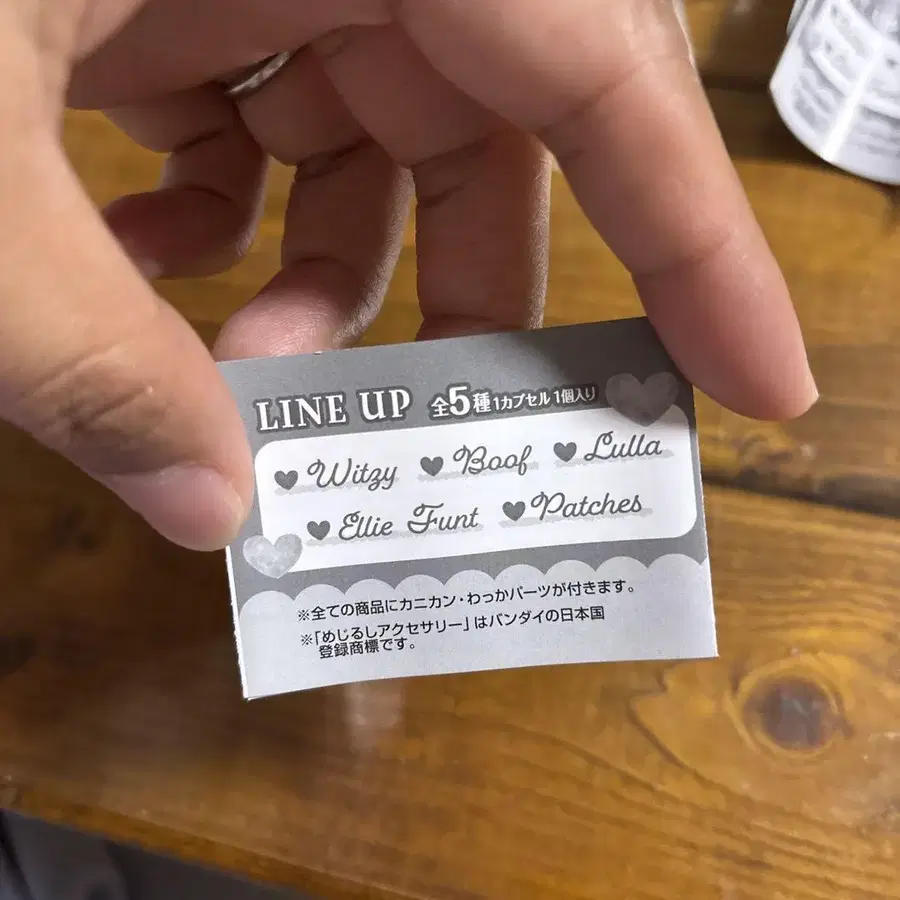 LINE UP 全5種 1カプセル1個入り
Witzy Boof Lulla
Ellie Funt Patches
※全ての商品にカニカン・わっかパーツが付きます。
※「めじるしアクセサリー」はバンダイの日本国
登録商標です。